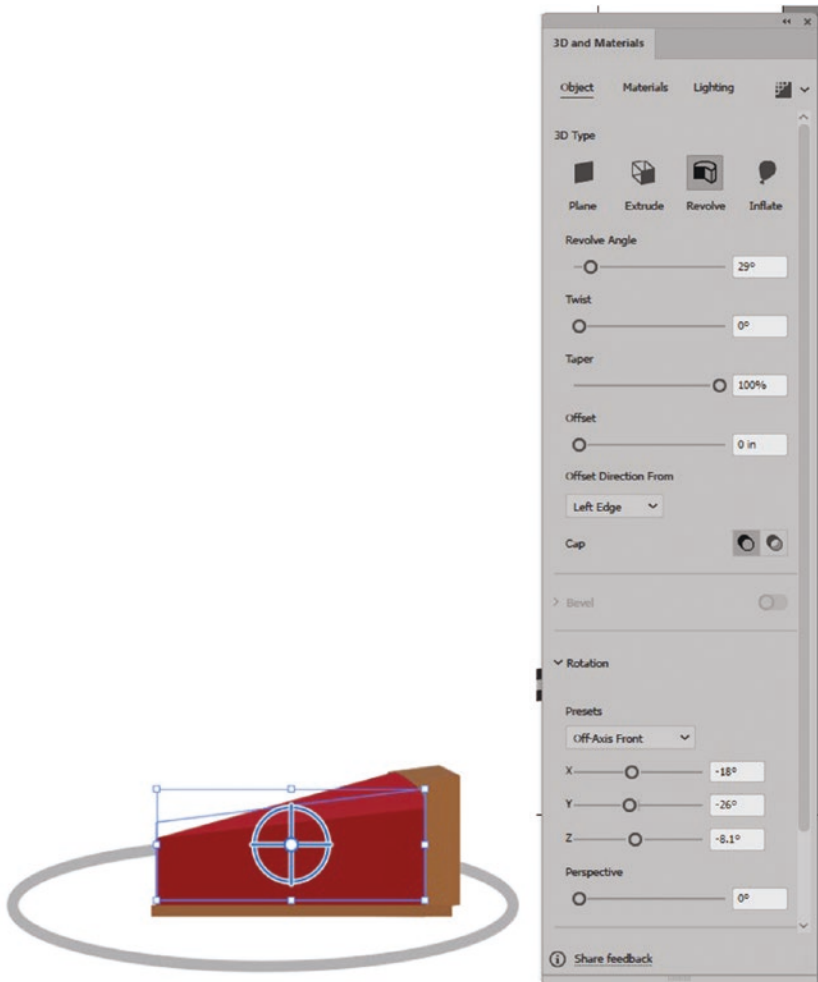 3D and Materials
Object Materials Lighting
3D Type
Plane Extrude Revolve Inflate
Revolve Angle
29°
Twist
0°
Taper
100%
Offset
0 in
Offset Direction From
Left Edge
Cap
Bevel
Rotation
Presets
Off-Axis Front
X -18°
Y -26°
Z -8.1°
Perspective
0°
Share feedback